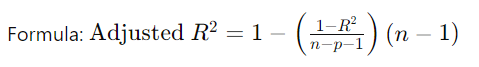 Formula: Adjusted R² = 1 − ((1−R²)/(n−p−1)) (n − 1)